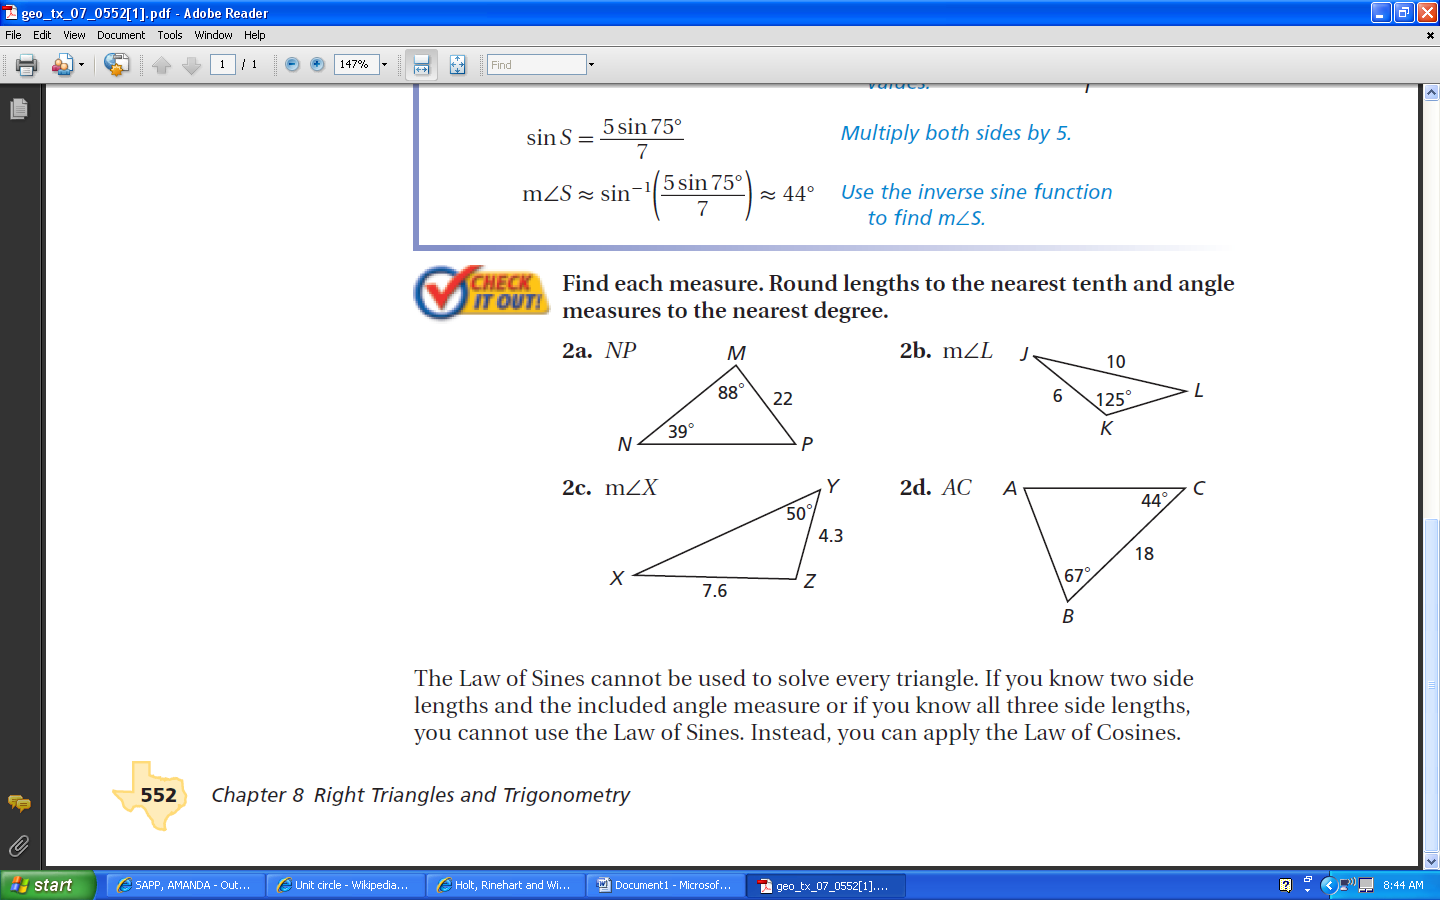 geo_tx_07_0552[1].pdf - Adobe Reader
File Edit View Document Tools Window Help
1 / 1 147% Find
values.
sin S = 5 sin 75° / 7 Multiply both sides by 5.
m∠S ≈ sin⁻¹(5 sin 75° / 7) ≈ 44° Use the inverse sine function
to find m∠S.
CHECK IT OUT!
Find each measure. Round lengths to the nearest tenth and angle
measures to the nearest degree.
2a. NP
M
88°
22
39°
N
P
2b. m∠L
J
10
L
6
125°
K
2c. m∠X
Y
50°
4.3
X
Z
7.6
2d. AC
A
C
44°
18
67°
B
The Law of Sines cannot be used to solve every triangle. If you know two side
lengths and the included angle measure or if you know all three side lengths,
you cannot use the Law of Sines. Instead, you can apply the Law of Cosines.
552 Chapter 8 Right Triangles and Trigonometry
start SAPP, AMANDA - Out... Unit circle - Wikipedia... Holt, Rinehart and Wi... Document1 - Microsof... geo_tx_07_0552[1].... 8:44 AM